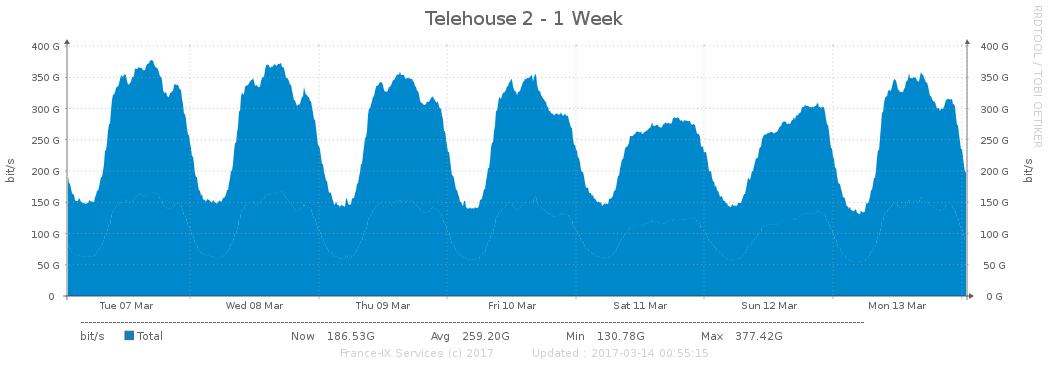 Telehouse 2 - 1 Week
RRDTOOL / TOBI OETIKER
400 G 400 G
350 G 350 G
300 G 300 G
250 G 250 G
200 G 200 G
150 G 150 G
100 G 100 G
50 G 50 G
0 0 G
bit/s
bit/s
Tue 07 Mar Wed 08 Mar Thu 09 Mar Fri 10 Mar Sat 11 Mar Sun 12 Mar Mon 13 Mar
bit/s Total Now 186.53G Avg 259.20G Min 130.78G Max 377.42G
France-IX Services (c) 2017 Updated : 2017-03-14 00:55:15